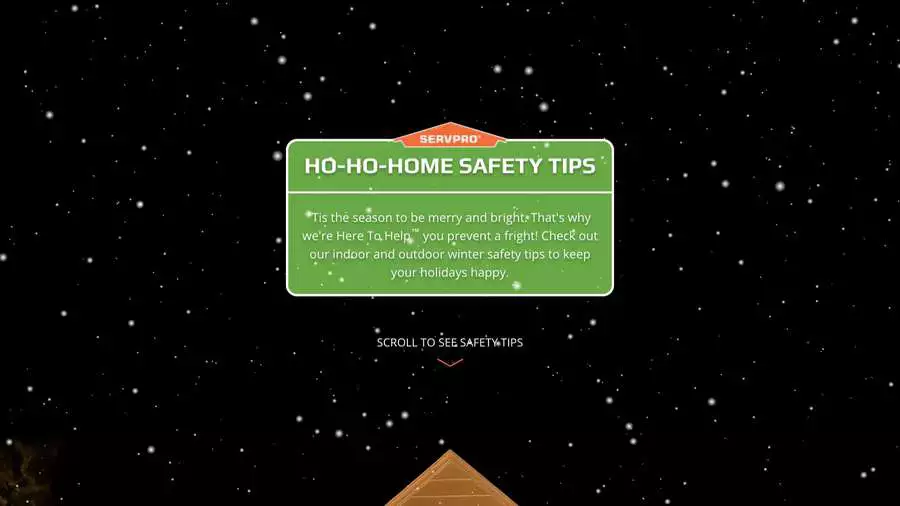 SERVPRO®
HO-HO-HOME SAFETY TIPS
'Tis the season to be merry and bright. That's why
we're Here To Help™ you prevent a fright! Check out
our indoor and outdoor winter safety tips to keep
your holidays happy.
SCROLL TO SEE SAFETY TIPS